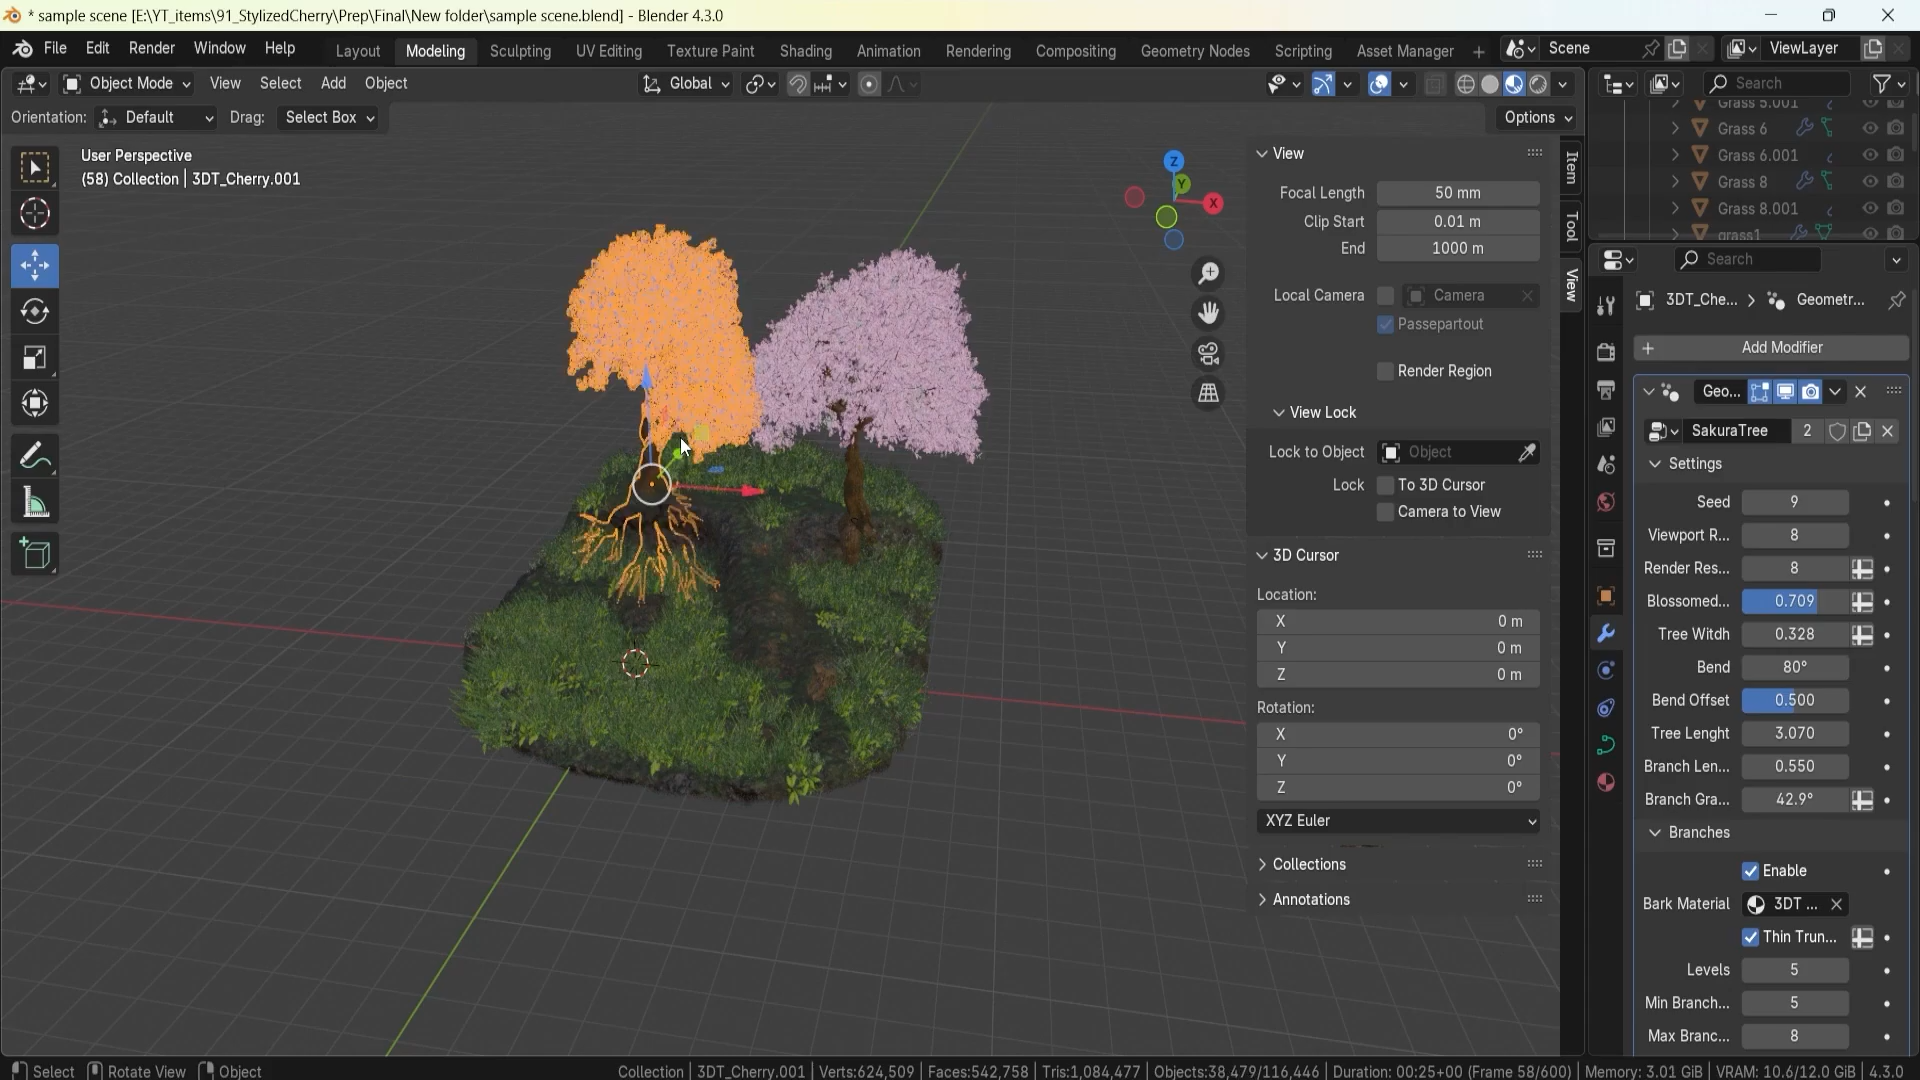 * sample scene [E:\YT_items\91_StylizedCherry\Prep\Final\New folder\sample scene.blend] - Blender 4.3.0
File Edit Render Window Help Layout Modeling Sculpting UV Editing Texture Paint Shading Animation Rendering Compositing Geometry Nodes Scripting Asset Manager + Scene ViewLayer
Object Mode View Select Add Object Global Search
Orientation: Default Drag: Select Box Options
User Perspective
(58) Collection | 3DT_Cherry.001
Z
Y
X
View
Focal Length 50 mm
Clip Start 0.01 m
End 1000 m
Local Camera Camera
Passepartout
Render Region
View Lock
Lock to Object Object
Lock To 3D Cursor
Camera to View
3D Cursor
Location:
X 0 m
Y 0 m
Z 0 m
Rotation:
X 0°
Y 0°
Z 0°
XYZ Euler
Collections
Annotations
Item
Tool
View
Grass 5.001
Grass 6
Grass 6.001
Grass 8
Grass 8.001
grass1
Search
3DT_Che... Geometr...
+ Add Modifier
Geo...
SakuraTree 2
Settings
Seed 9
Viewport R... 8
Render Res... 8
Blossomed... 0.709
Tree Witdh 0.328
Bend 80°
Bend Offset 0.500
Tree Lenght 3.070
Branch Len... 0.550
Branch Gra... 42.9°
Branches
Enable
Bark Material 3DT ...
Thin Trun...
Levels 5
Min Branch... 5
Max Branc... 8
Select Rotate View Object Collection | 3DT_Cherry.001 | Verts:624,509 | Faces:542,758 | Tris:1,084,477 | Objects:38,479/116,446 | Duration: 00:25+00 (Frame 58/600) | Memory: 3.01 GiB | VRAM: 10.6/12.0 GiB | 4.3.0